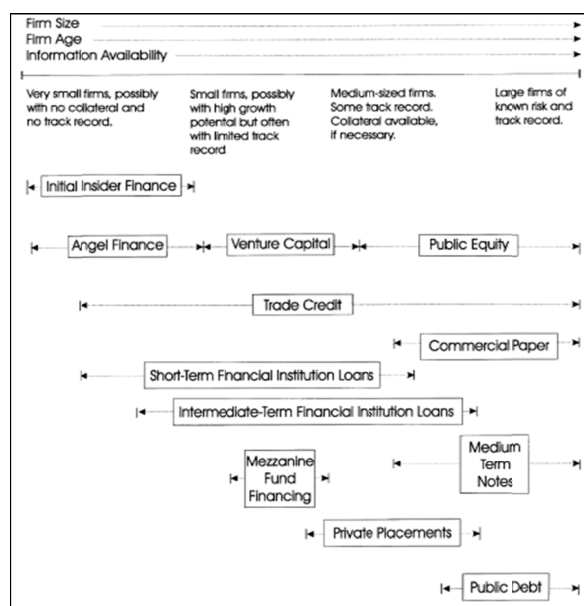 Firm Size
Firm Age
Information Availability
Very small firms, possibly
with no collateral and
no track record.
Small firms, possibly
with high growth
potental but often
with limited track
record
Medium-sized firms.
Some track record.
Collateral available,
if necessary.
Large firms of
known risk and
track record.
Initial Insider Finance
Angel Finance
Venture Capital
Public Equity
Trade Credit
Commercial Paper
Short-Term Financial Institution Loans
Intermediate-Term Financial Institution Loans
Mezzanine
Fund
Financing
Medium
Term
Notes
Private Placements
Public Debt